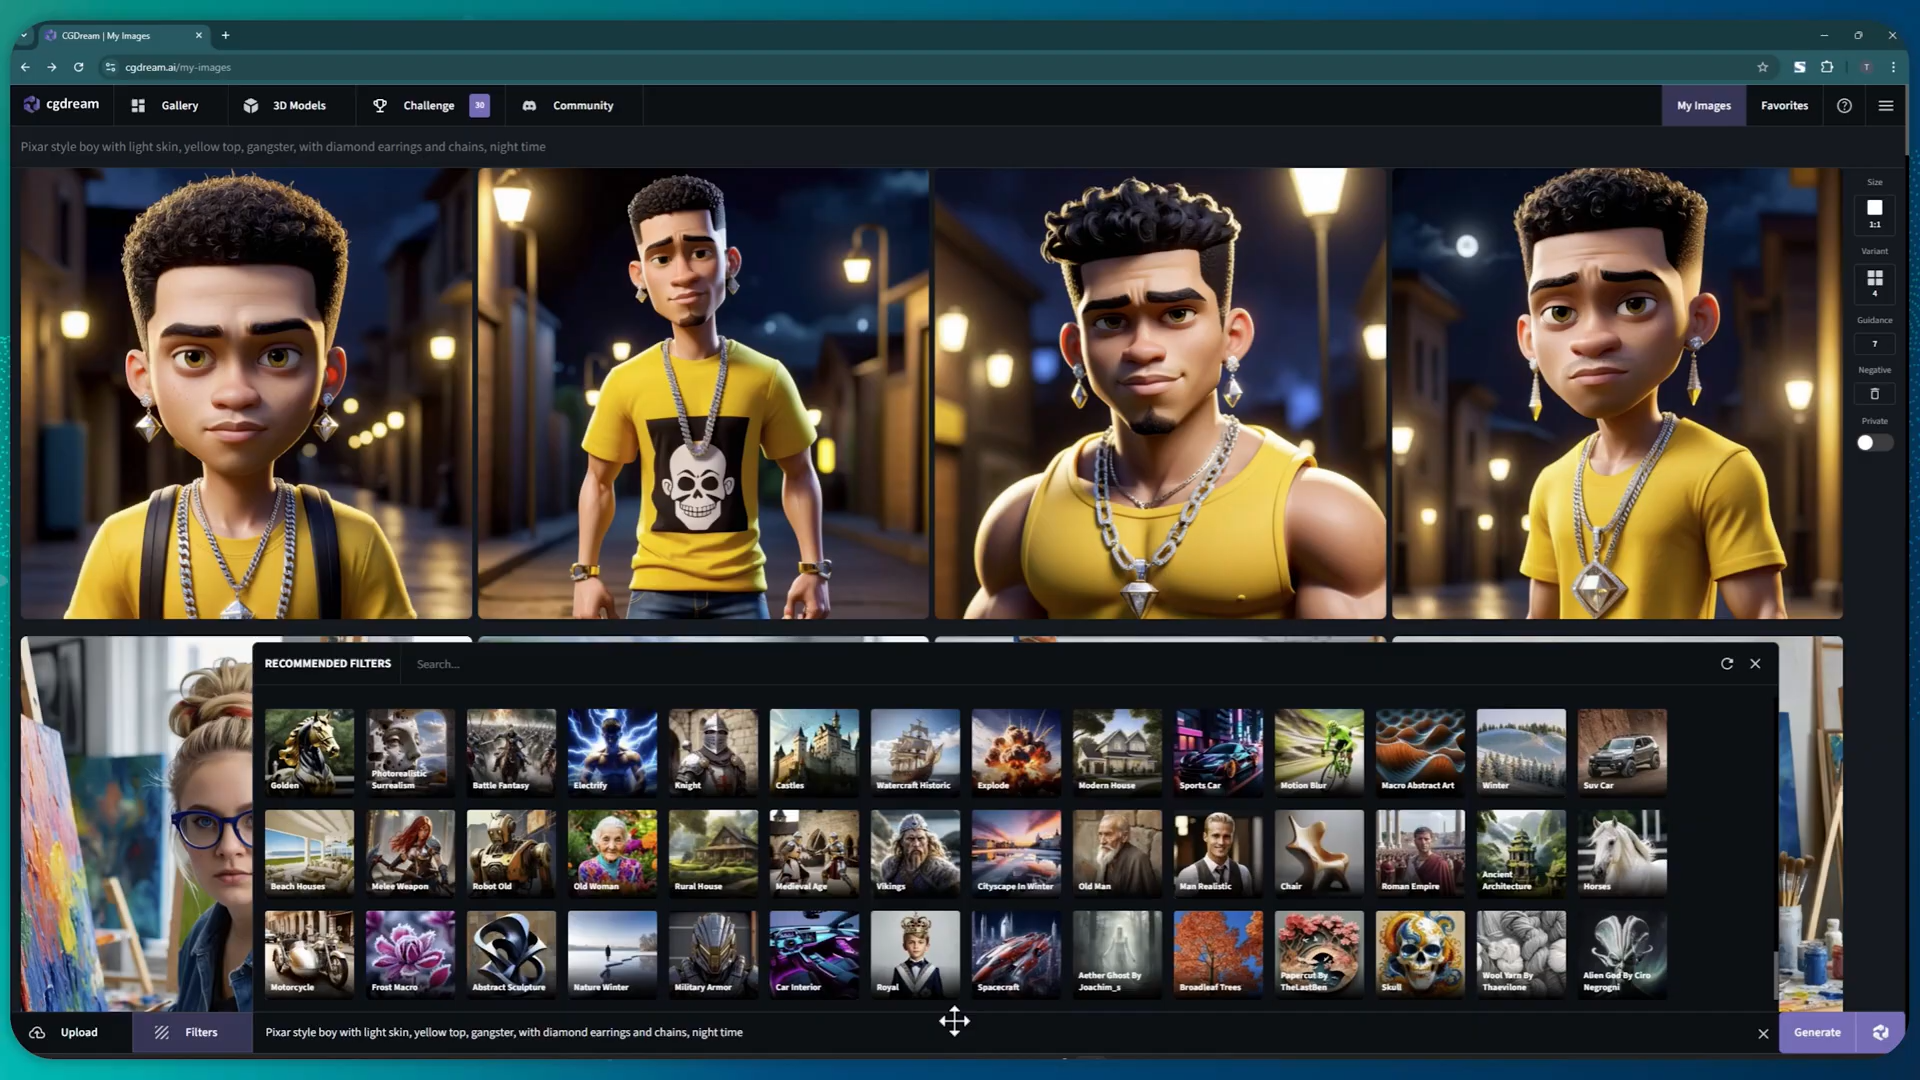 CGDream | My Images
cgdream.ai/my-images
T
cgdream
Gallery
3D Models
Challenge
30
Community
My Images
Favorites
Pixar style boy with light skin, yellow top, gangster, with diamond earrings and chains, night time
Size
1:1
Variant
4
Guidance
7
Negative
Private
RECOMMENDED FILTERS
Search...
Golden
Photorealistic Surrealism
Battle Fantasy
Electrify
Knight
Castles
Watercraft Historic
Explode
Modern House
Sports Car
Motion Blur
Macro Abstract Art
Winter
Suv Car
Beach Houses
Melee Weapon
Robot Old
Old Woman
Rural House
Medieval Age
Vikings
Cityscape In Winter
Old Man
Man Realistic
Chair
Roman Empire
Ancient Architecture
Horses
Motorcycle
Frost Macro
Abstract Sculpture
Nature Winter
Military Armor
Car Interior
Royal
Spacecraft
Aether Ghost By Joachim_s
Broadleaf Trees
Papercut By TheLastBen
Skull
Wool Yarn By Thaevilone
Alien God By Ciro Negrogni
Upload
Filters
Pixar style boy with light skin, yellow top, gangster, with diamond earrings and chains, night time
Generate